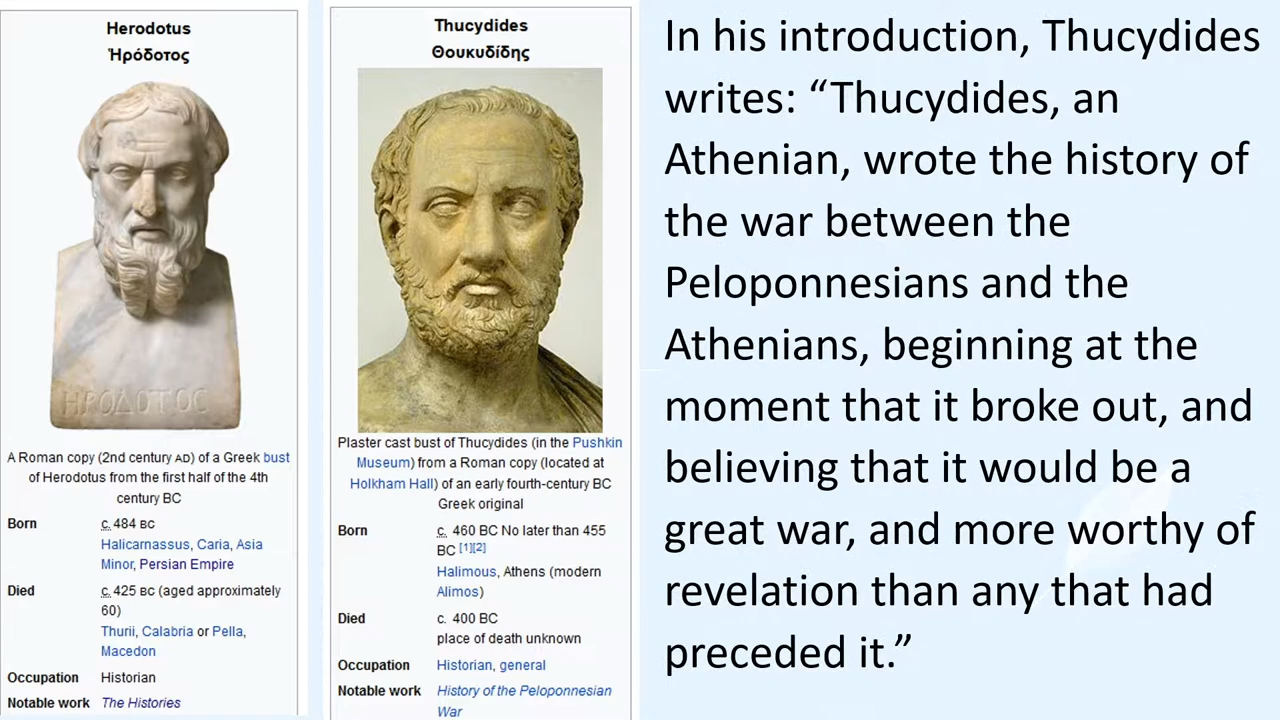 Herodotus
Ἡρόδοτος
ΗΡΟΔΟΤΟΣ
A Roman copy (2nd century AD) of a Greek bust
of Herodotus from the first half of the 4th
century BC
Born c. 484 BC
Halicarnassus, Caria, Asia
Minor, Persian Empire
Died c. 425 BC (aged approximately
60)
Thurii, Calabria or Pella,
Macedon
Occupation Historian
Notable work The Histories
Thucydides
Θουκυδίδης
Plaster cast bust of Thucydides (in the Pushkin
Museum) from a Roman copy (located at
Holkham Hall) of an early fourth-century BC
Greek original
Born c. 460 BC No later than 455
BC [1][2]
Halimous, Athens (modern
Alimos)
Died c. 400 BC
place of death unknown
Occupation Historian, general
Notable work History of the Peloponnesian
War
In his introduction, Thucydides
writes: “Thucydides, an
Athenian, wrote the history of
the war between the
Peloponnesians and the
Athenians, beginning at the
moment that it broke out, and
believing that it would be a
great war, and more worthy of
revelation than any that had
preceded it.”